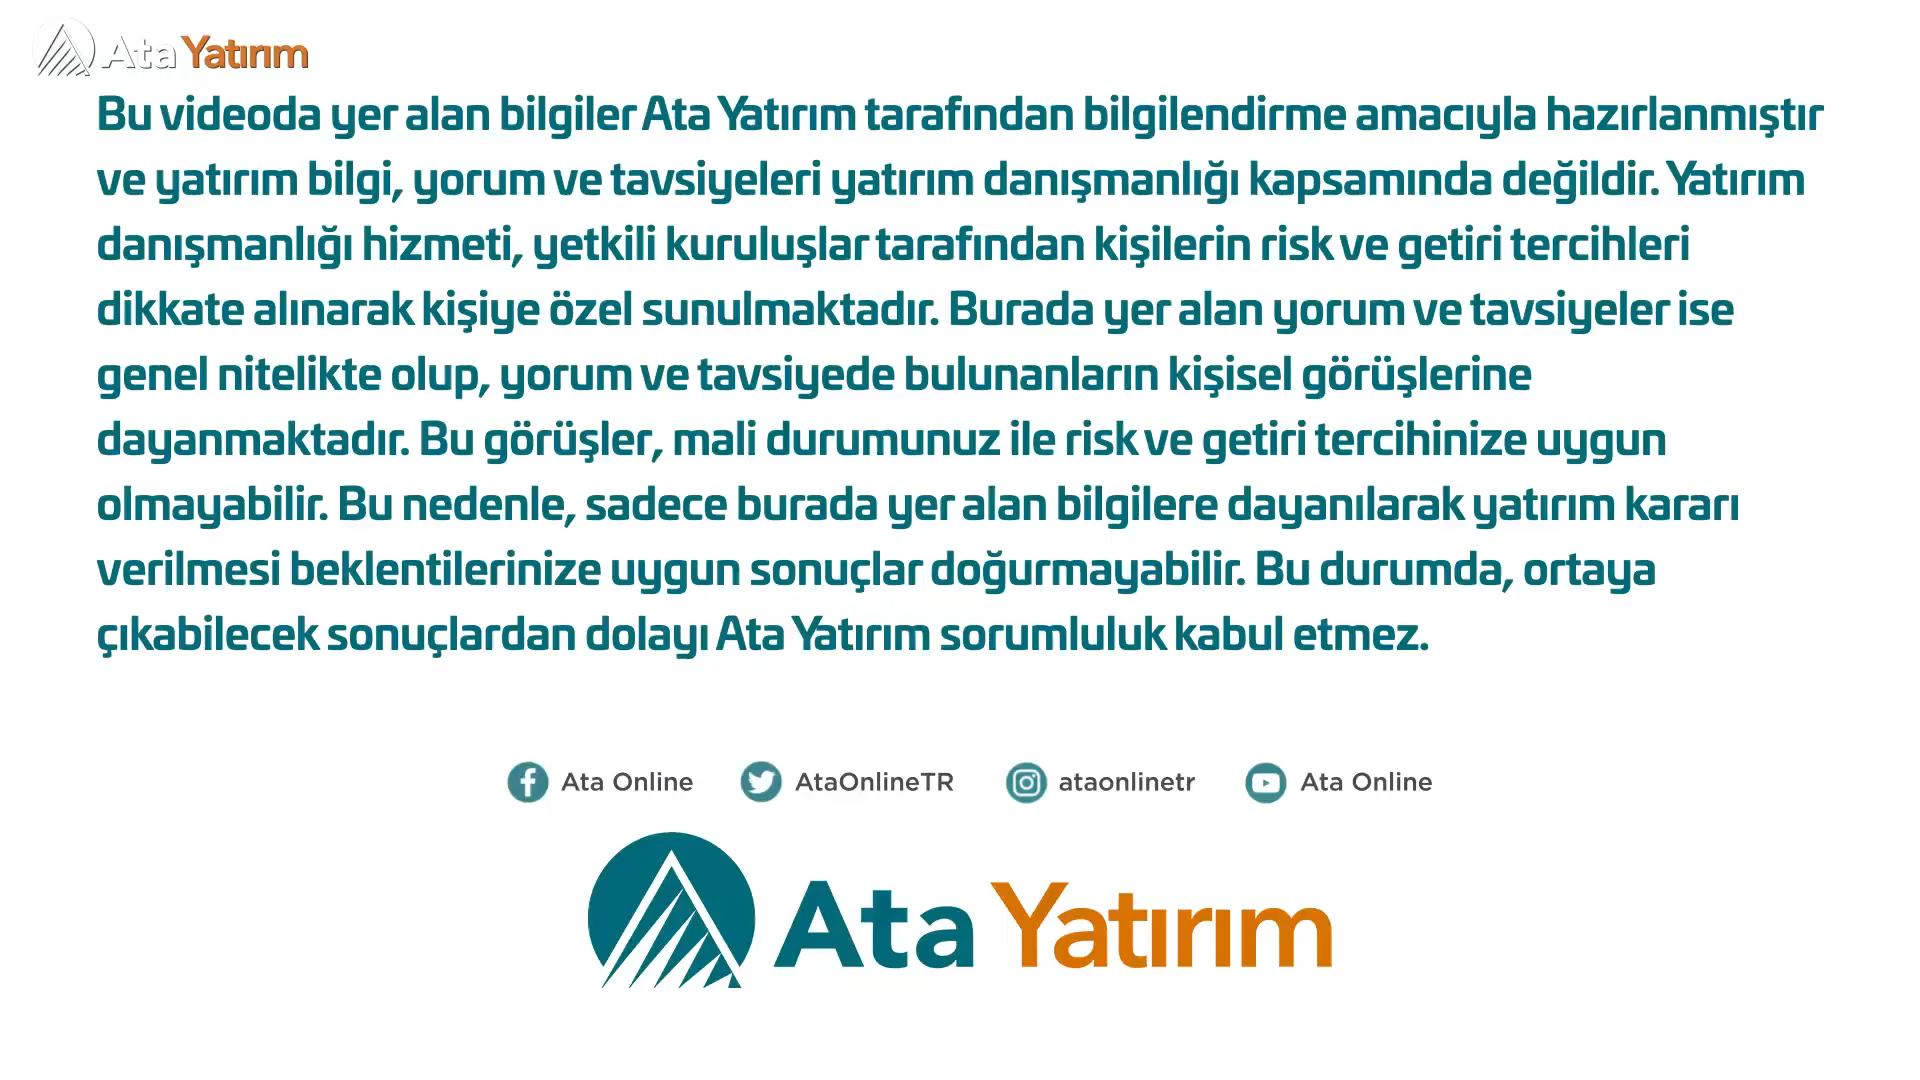 Ata Yatırım
Bu videoda yer alan bilgiler Ata Yatırım tarafından bilgilendirme amacıyla hazırlanmıştır
ve yatırım bilgi, yorum ve tavsiyeleri yatırım danışmanlığı kapsamında değildir. Yatırım
danışmanlığı hizmeti, yetkili kuruluşlar tarafından kişilerin risk ve getiri tercihleri
dikkate alınarak kişiye özel sunulmaktadır. Burada yer alan yorum ve tavsiyeler ise
genel nitelikte olup, yorum ve tavsiyede bulunanların kişisel görüşlerine
dayanmaktadır. Bu görüşler, mali durumunuz ile risk ve getiri tercihinize uygun
olmayabilir. Bu nedenle, sadece burada yer alan bilgilere dayanılarak yatırım kararı
verilmesi beklentilerinize uygun sonuçlar doğurmayabilir. Bu durumda, ortaya
çıkabilecek sonuçlardan dolayı Ata Yatırım sorumluluk kabul etmez.
Ata Online AtaOnlineTR ataonlinetr Ata Online
Ata Yatırım